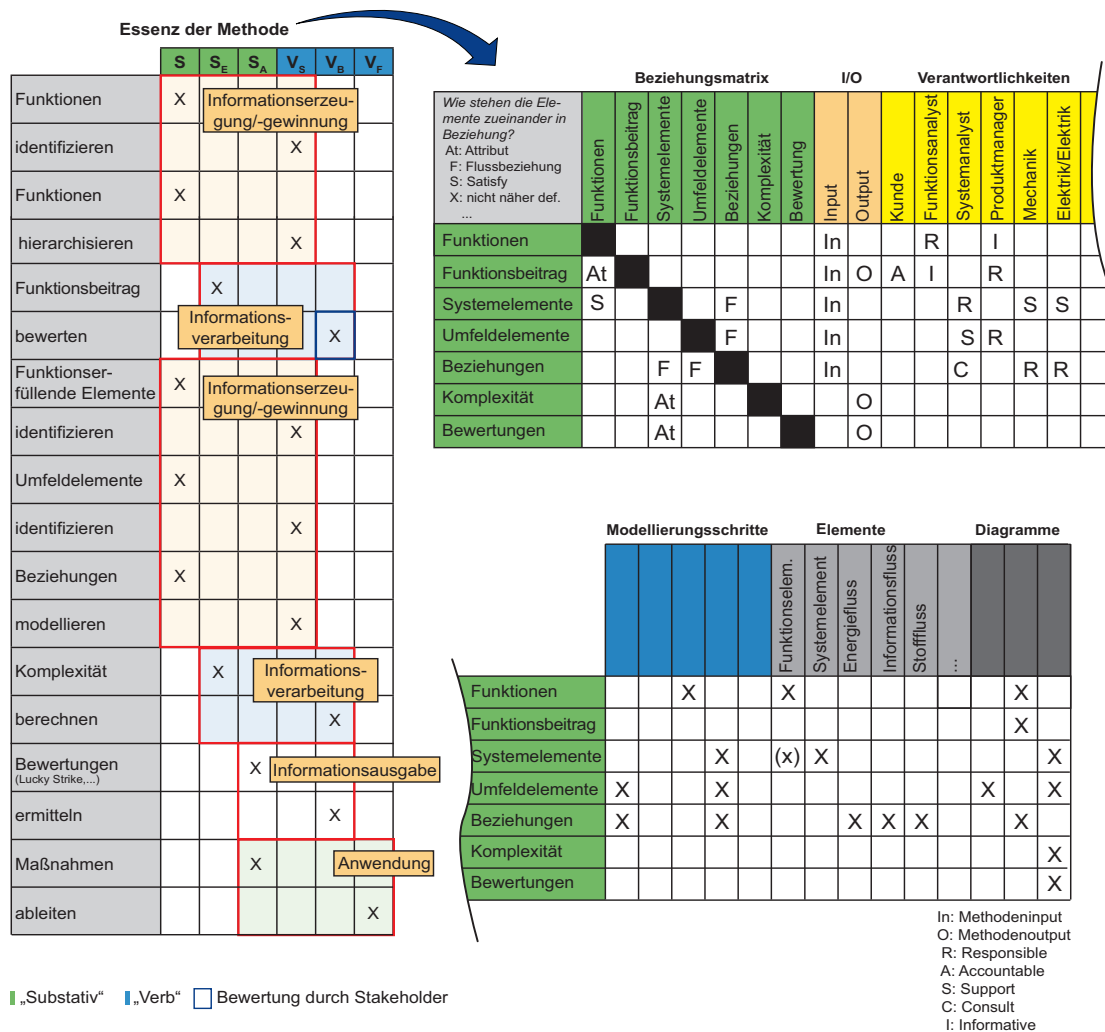 Essenz der Methode
S S_E S_A V_S V_B V_F
Funktionen X
Informationserzeu-
gung/-gewinnung
identifizieren X
Funktionen X
hierarchisieren X
Funktionsbeitrag X
Informations-
verarbeitung
bewerten X
Funktionser-
füllende Elemente X
Informationserzeu-
gung/-gewinnung
identifizieren X
Umfeldelemente X
identifizieren X
Beziehungen X
modellieren X
Komplexität X
Informations-
verarbeitung
berechnen X
Bewertungen
(Lucky Strike,...) X
Informationsausgabe
ermitteln X
Maßnahmen X
Anwendung
ableiten X
„Substativ“ „Verb“ Bewertung durch Stakeholder
Beziehungsmatrix I/O Verantwortlichkeiten
Wie stehen die Ele-
mente zueinander in
Beziehung?
At: Attribut
F: Flussbeziehung
S: Satisfy
X: nicht näher def.
...
Funktionen
Funktionsbeitrag
Systemelemente
Umfeldelemente
Beziehungen
Komplexität
Bewertung
Input
Output
Kunde
Funktionsanalyst
Systemanalyst
Produktmanager
Mechanik
Elektrik/Elektrik
Funktionen In R I
Funktionsbeitrag At In O A I R
Systemelemente S F In R S S
Umfeldelemente F In S R
Beziehungen F F In C R R
Komplexität At O
Bewertungen At O
Modellierungsschritte Elemente Diagramme
Funktionselem.
Systemelement
Energiefluss
Informationsfluss
Stofffluss
...
Funktionen X X X
Funktionsbeitrag X
Systemelemente X (x) X X
Umfeldelemente X X X X
Beziehungen X X X X X X
Komplexität X
Bewertungen X
In: Methodeninput
O: Methodenoutput
R: Responsible
A: Accountable
S: Support
C: Consult
I: Informative